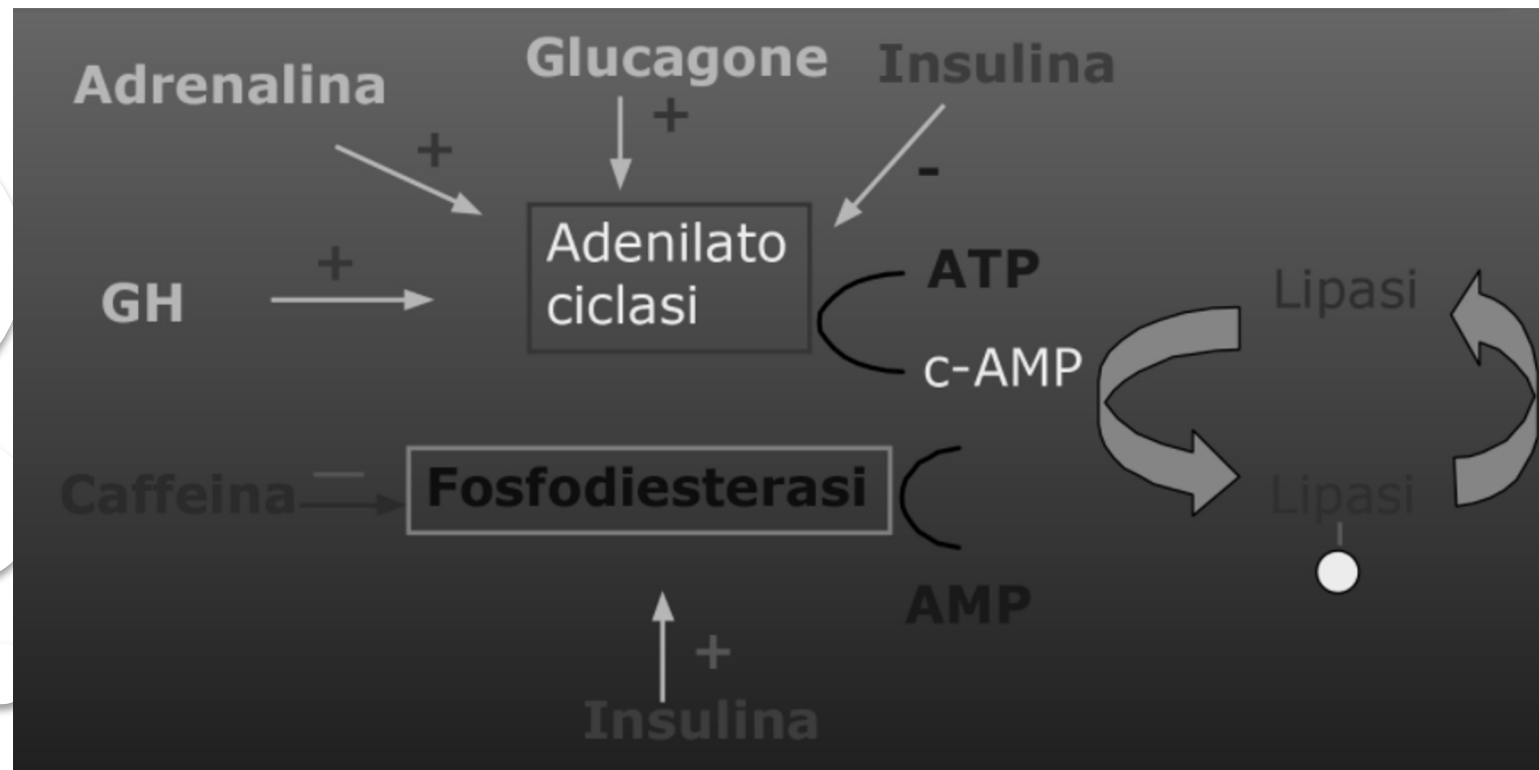 Glucagone
Insulina
Adrenalina
+
+
-
Adenilato
ciclasi
+
GH
ATP
Lipasi
c-AMP
Caffeina
—
Fosfodiesterasi
Lipasi
AMP
+
Insulina